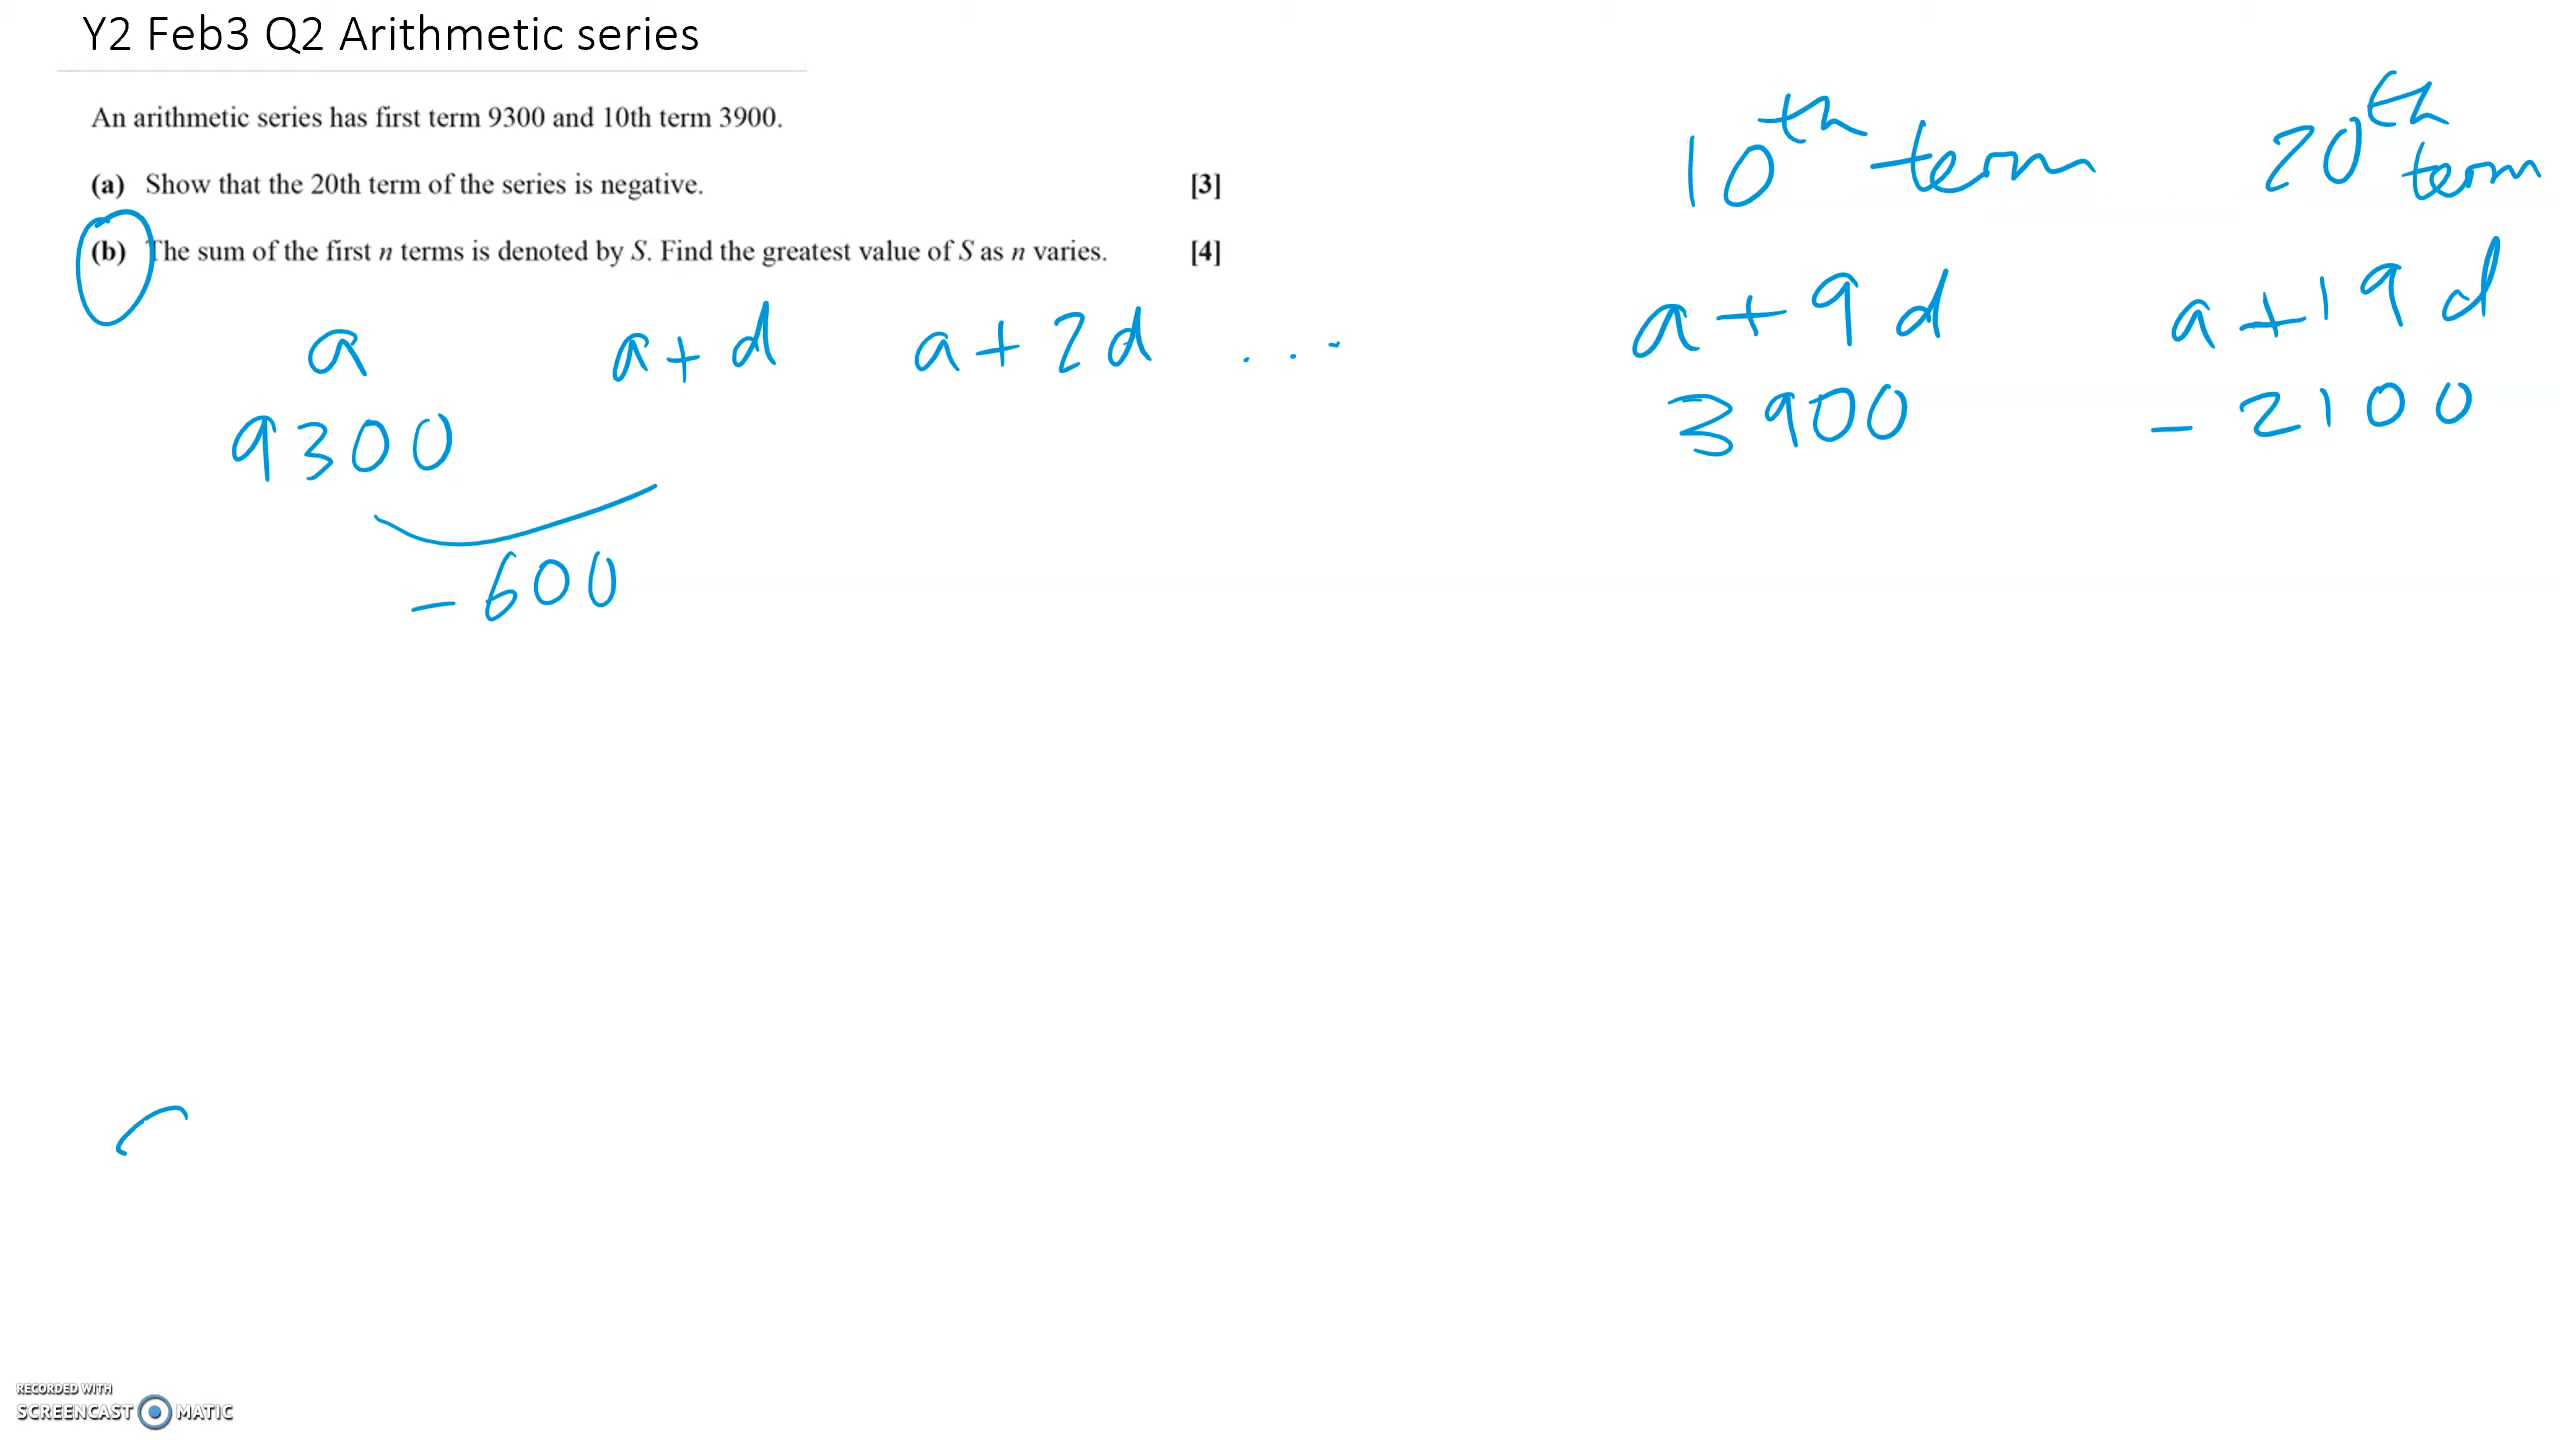 Y2 Feb3 Q2 Arithmetic series
An arithmetic series has first term 9300 and 10th term 3900.
(a) Show that the 20th term of the series is negative. [3]
(b) The sum of the first n terms is denoted by S. Find the greatest value of S as n varies. [4]
10th term 20th term
a a+d a+2d ... a+9d a+19d
9300 3900 -2100
-600
RECORDED WITH
SCREENCAST MATIC